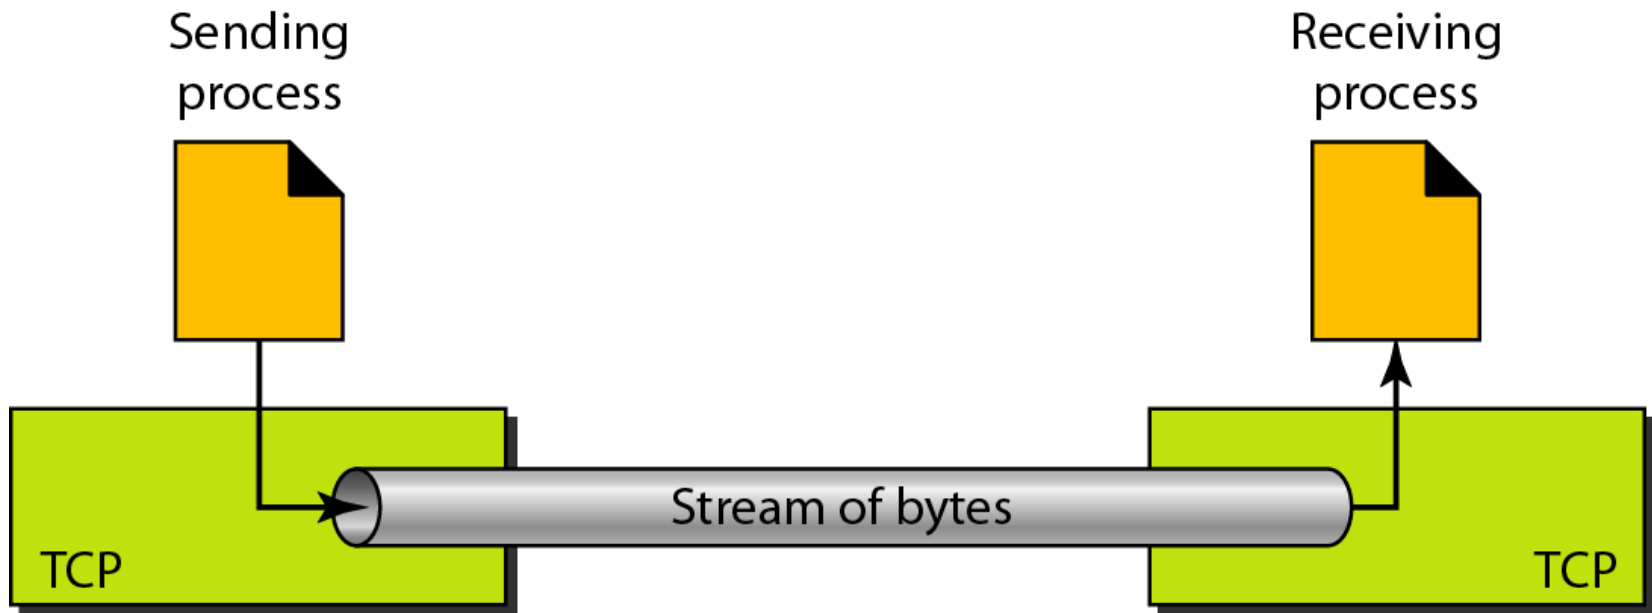 Sending
process
Receiving
process
Stream of bytes
TCP
TCP